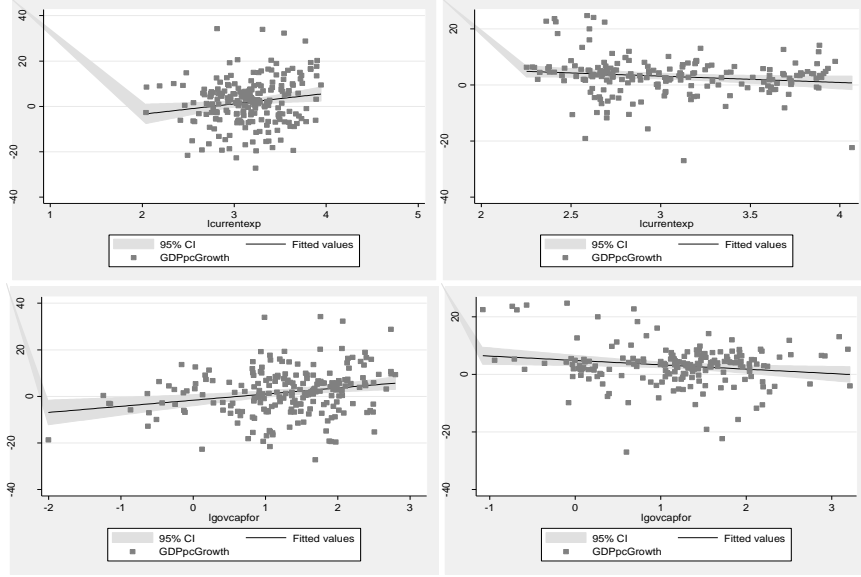 40
20
0
-20
-40
1 2 3 4 5
lcurrentexp
95% CI Fitted values
GDPpcGrowth
20
0
-20
-40
2 2.5 3 3.5 4
lcurrentexp
95% CI Fitted values
GDPpcGrowth
40
20
0
-20
-40
-2 -1 0 1 2 3
lgovcapfor
95% CI Fitted values
GDPpcGrowth
20
0
-20
-40
-1 0 1 2 3
lgovcapfor
95% CI Fitted values
GDPpcGrowth